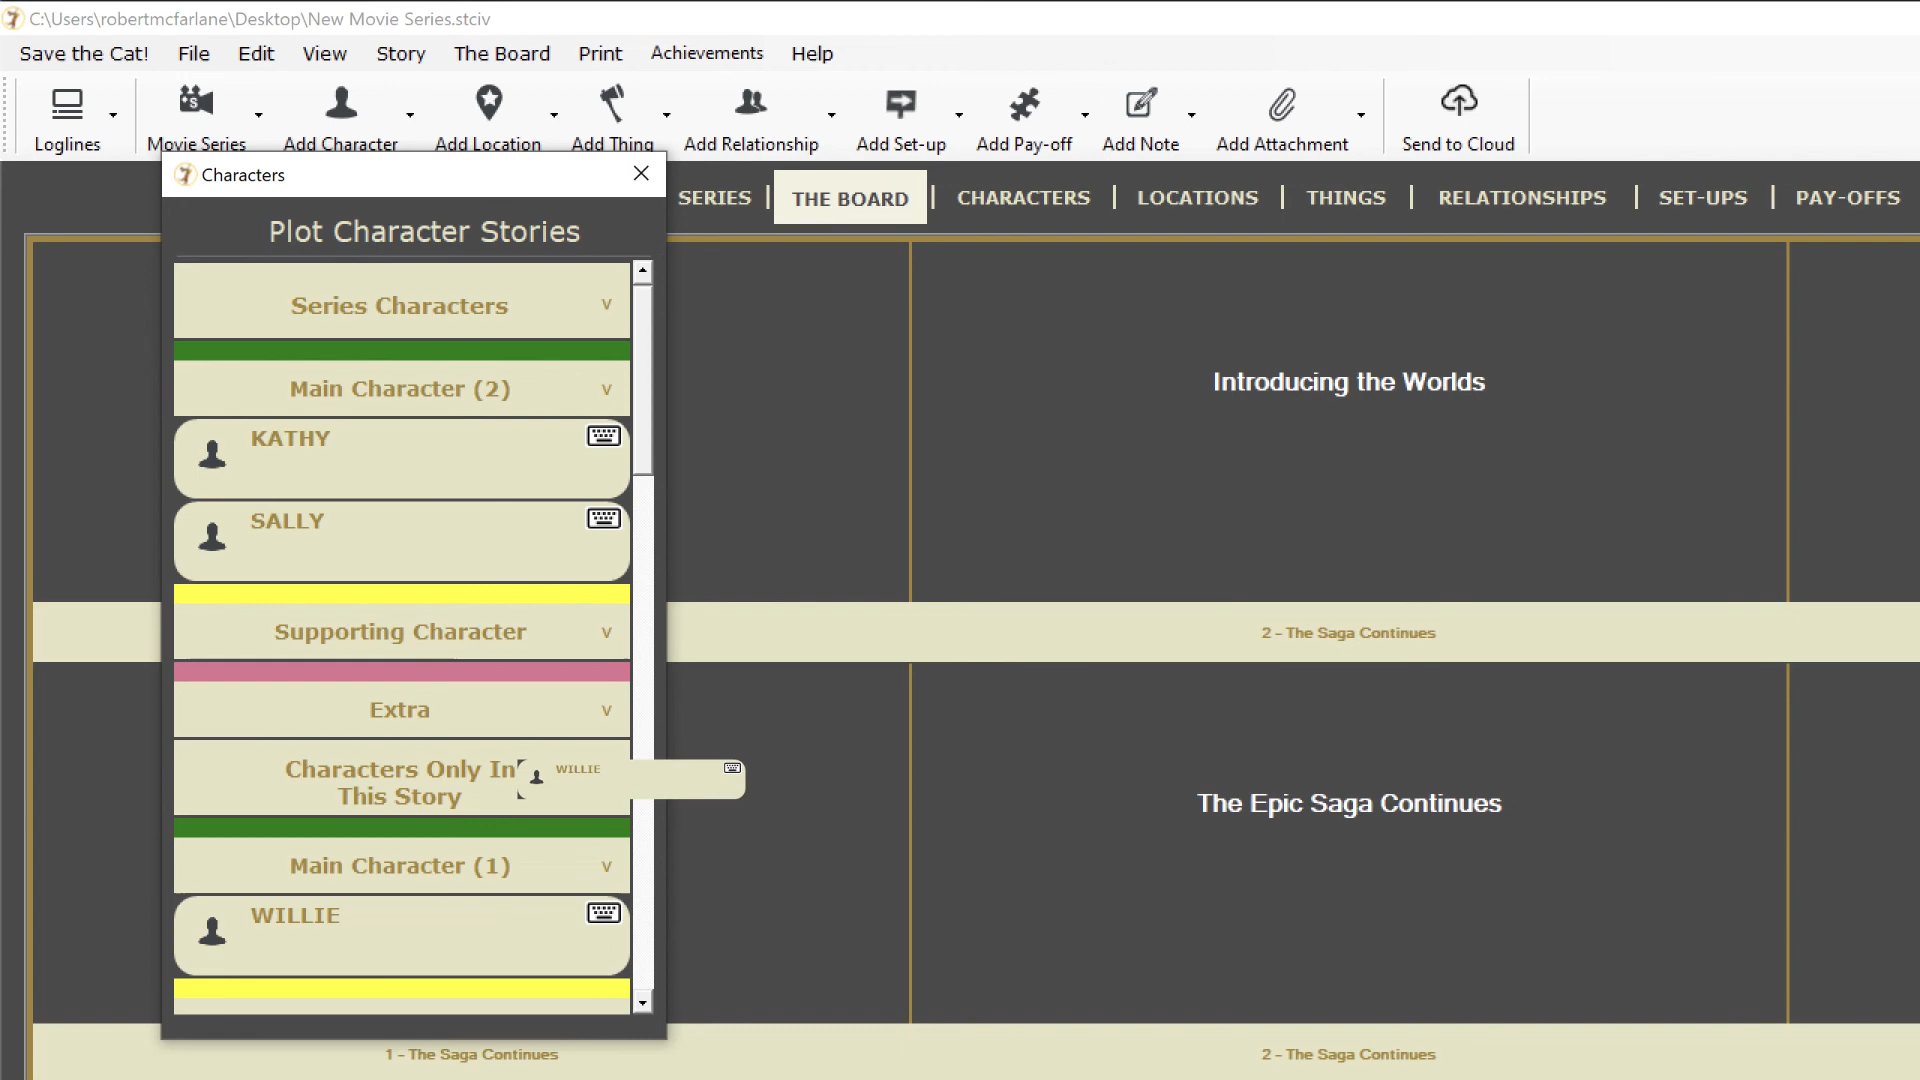 C:\Users\robertmcfarlane\Desktop\New Movie Series.stciv
Save the Cat! File Edit View Story The Board Print Achievements Help
Loglines Movie Series Add Character Add Location Add Thing Add Relationship Add Set-up Add Pay-off Add Note Add Attachment Send to Cloud
Characters
SERIES THE BOARD CHARACTERS LOCATIONS THINGS RELATIONSHIPS SET-UPS PAY-OFFS
Plot Character Stories
Series Characters v
Main Character (2) v
KATHY
SALLY
Supporting Character v
Extra v
Characters Only In
This Story
WILLIE
Main Character (1) v
WILLIE
Introducing the Worlds
2 - The Saga Continues
The Epic Saga Continues
1 - The Saga Continues
2 - The Saga Continues